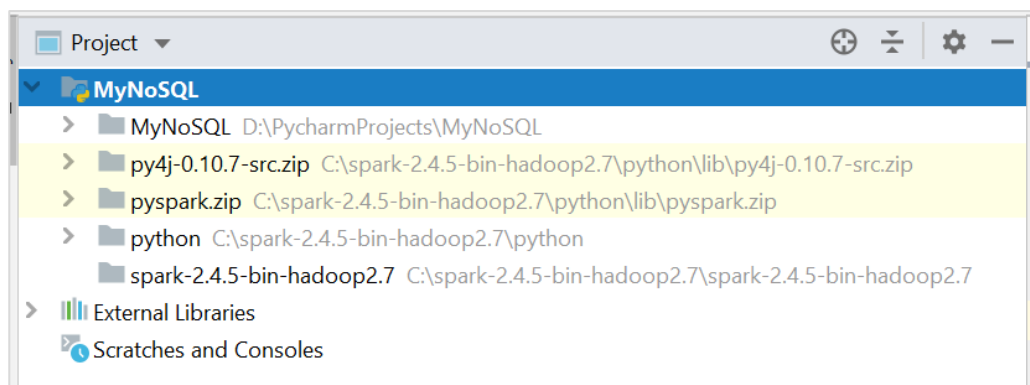 Project
MyNoSQL
MyNoSQL D:\PycharmProjects\MyNoSQL
py4j-0.10.7-src.zip C:\spark-2.4.5-bin-hadoop2.7\python\lib\py4j-0.10.7-src.zip
pyspark.zip C:\spark-2.4.5-bin-hadoop2.7\python\lib\pyspark.zip
python C:\spark-2.4.5-bin-hadoop2.7\python
spark-2.4.5-bin-hadoop2.7 C:\spark-2.4.5-bin-hadoop2.7\spark-2.4.5-bin-hadoop2.7
External Libraries
Scratches and Consoles